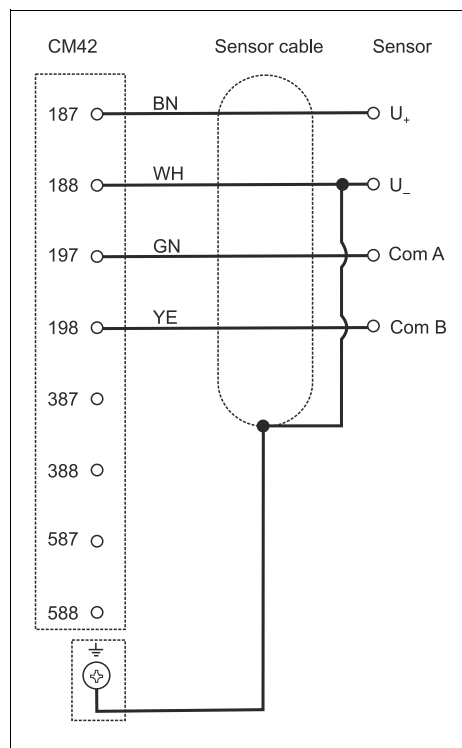 CM42 Sensor cable Sensor
187 BN U+
188 WH U_
197 GN Com A
198 YE Com B
387
388
587
588